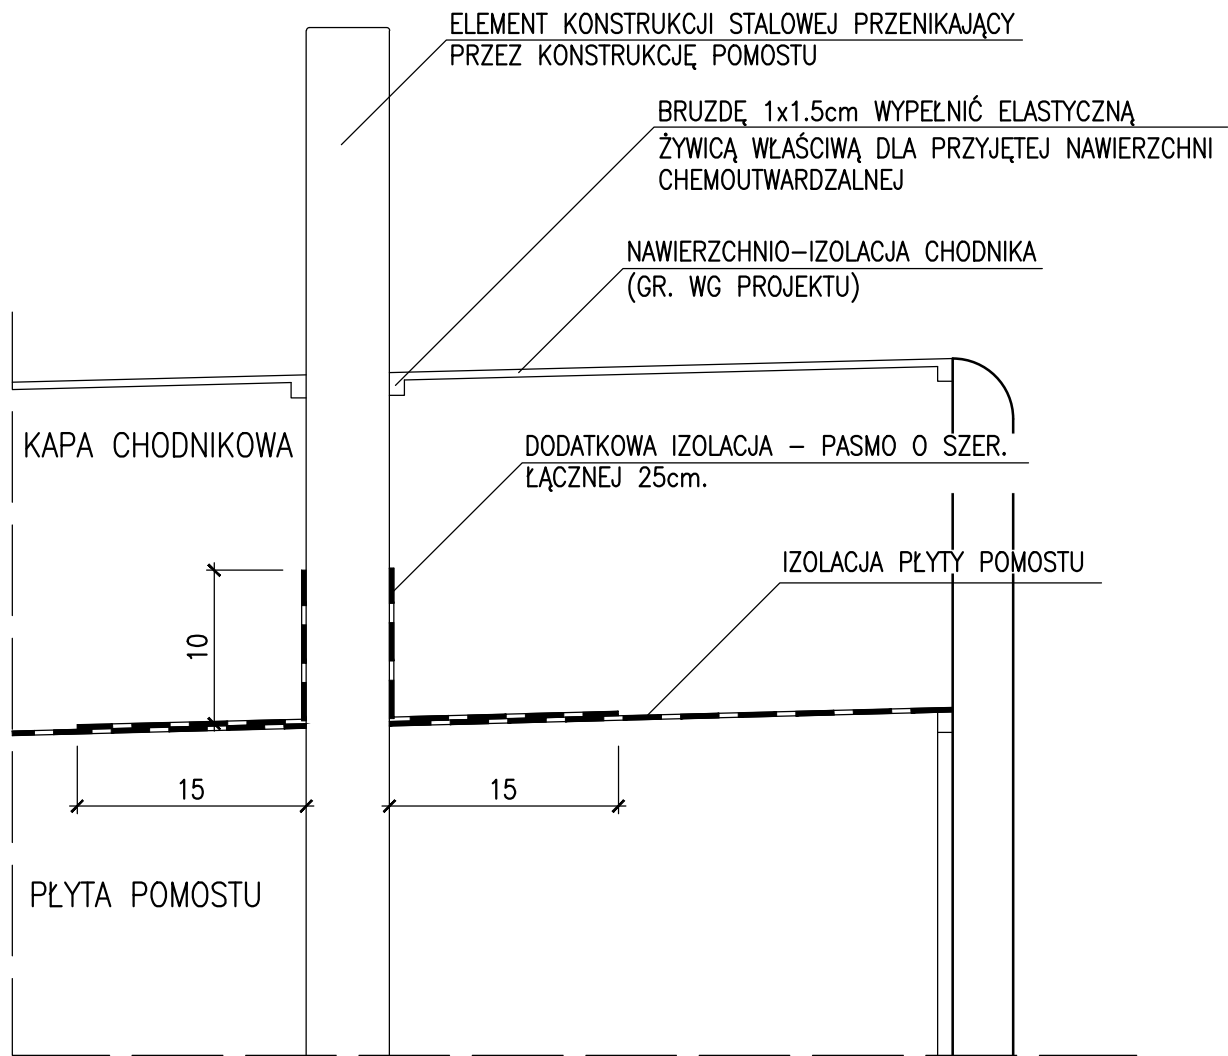 ELEMENT KONSTRUKCJI STALOWEJ PRZENIKAJĄCY
PRZEZ KONSTRUKCJĘ POMOSTU
BRUZDĘ 1x1.5cm WYPEŁNIĆ ELASTYCZNĄ
ŻYWICĄ WŁAŚCIWĄ DLA PRZYJĘTEJ NAWIERZCHNI
CHEMOUTWARDZALNEJ
NAWIERZCHNIO-IZOLACJA CHODNIKA
(GR. WG PROJEKTU)
KAPA CHODNIKOWA
DODATKOWA IZOLACJA – PASMO O SZER.
ŁĄCZNEJ 25cm.
IZOLACJA PŁYTY POMOSTU
10
15
15
PŁYTA POMOSTU